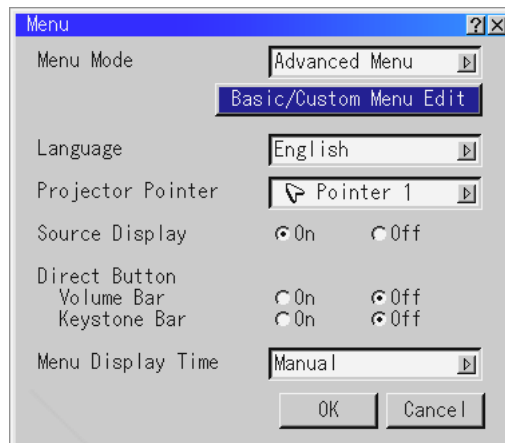 Menu ? X
Menu Mode Advanced Menu
Basic/Custom Menu Edit
Language English
Projector Pointer Pointer 1
Source Display On Off
Direct Button
Volume Bar On Off
Keystone Bar On Off
Menu Display Time Manual
OK Cancel